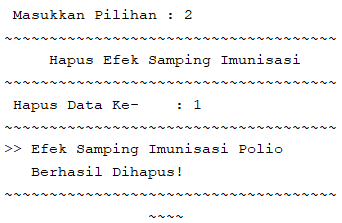 Masukkan Pilihan : 2
~~~~~~~~~~~~~~~~~~~~~~~~~~~~~~~~~~~~~
Hapus Efek Samping Imunisasi
~~~~~~~~~~~~~~~~~~~~~~~~~~~~~~~~~~~~~
Hapus Data Ke-    : 1
~~~~~~~~~~~~~~~~~~~~~~~~~~~~~~~~~~~~~
>> Efek Samping Imunisasi Polio
Berhasil Dihapus!
~~~~~~~~~~~~~~~~~~~~~~~~~~~~~~~~~~~~~
~~~~